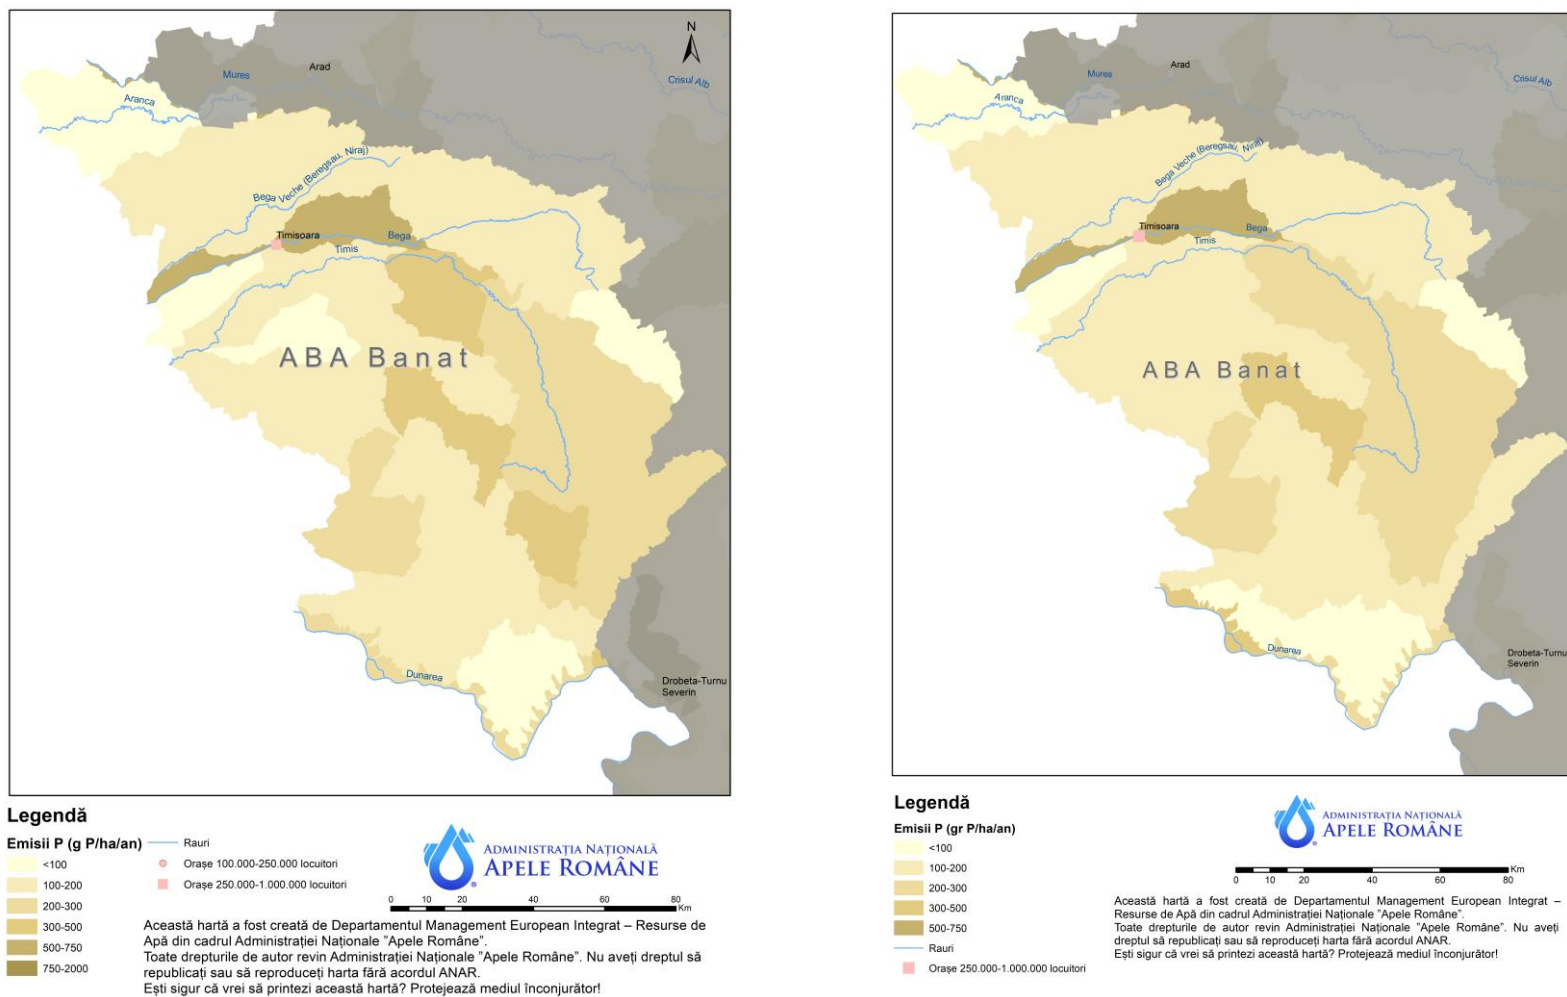 N
Arad
Mures
Crisul Alb
Aranca
Bega Veche (Beregsau, Niraj)
Timisoara
Bega
Timis
ABA Banat
Dunarea
Drobeta-Turnu
Severin
Legendă
Emisii P (g P/ha/an)
<100
100-200
200-300
300-500
500-750
750-2000
Rauri
Orașe 100.000-250.000 locuitori
Orașe 250.000-1.000.000 locuitori
ADMINISTRAȚIA NAȚIONALĂ
APELE ROMÂNE
0 10 20 40 60 80
Km
Această hartă a fost creată de Departamentul Management European Integrat – Resurse de
Apă din cadrul Administrației Naționale ”Apele Române”.
Toate drepturile de autor revin Administrației Naționale ”Apele Române”. Nu aveți dreptul să
republicați sau să reproduceți harta fără acordul ANAR.
Ești sigur că vrei să printezi această hartă? Protejează mediul înconjurător!
Arad
Mures
Crisul Alb
Aranca
Bega Veche (Beregsau, Niraj)
Timisoara
Bega
Timis
ABA Banat
Dunarea
Drobeta-Turnu
Severin
Legendă
Emisii P (gr P/ha/an)
<100
100-200
200-300
300-500
500-750
Rauri
Orașe 250.000-1.000.000 locuitori
ADMINISTRAȚIA NAȚIONALĂ
APELE ROMÂNE
Km
0 10 20 40 60 80
Această hartă a fost creată de Departamentul Management European Integrat –
Resurse de Apă din cadrul Administrației Naționale ”Apele Române”.
Toate drepturile de autor revin Administrației Naționale ”Apele Române”. Nu aveți
dreptul să republicați sau să reproduceți harta fără acordul ANAR.
Ești sigur că vrei să printezi această hartă? Protejează mediul înconjurător!